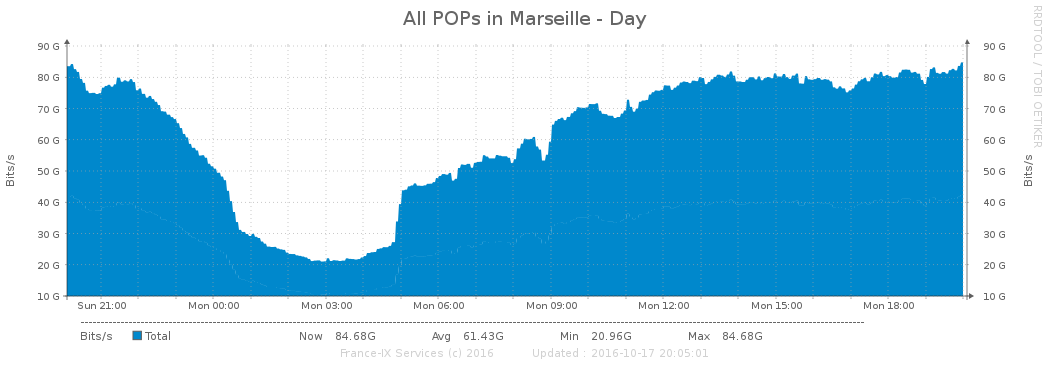 All POPs in Marseille - Day
RRDTOOL / TOBI OETIKER
90 G 90 G
80 G 80 G
70 G 70 G
60 G 60 G
50 G 50 G
40 G 40 G
30 G 30 G
20 G 20 G
10 G 10 G
Bits/s
Bits/s
Sun 21:00 Mon 00:00 Mon 03:00 Mon 06:00 Mon 09:00 Mon 12:00 Mon 15:00 Mon 18:00
Bits/s Total Now 84.68G Avg 61.43G Min 20.96G Max 84.68G
France-IX Services (c) 2016 Updated : 2016-10-17 20:05:01